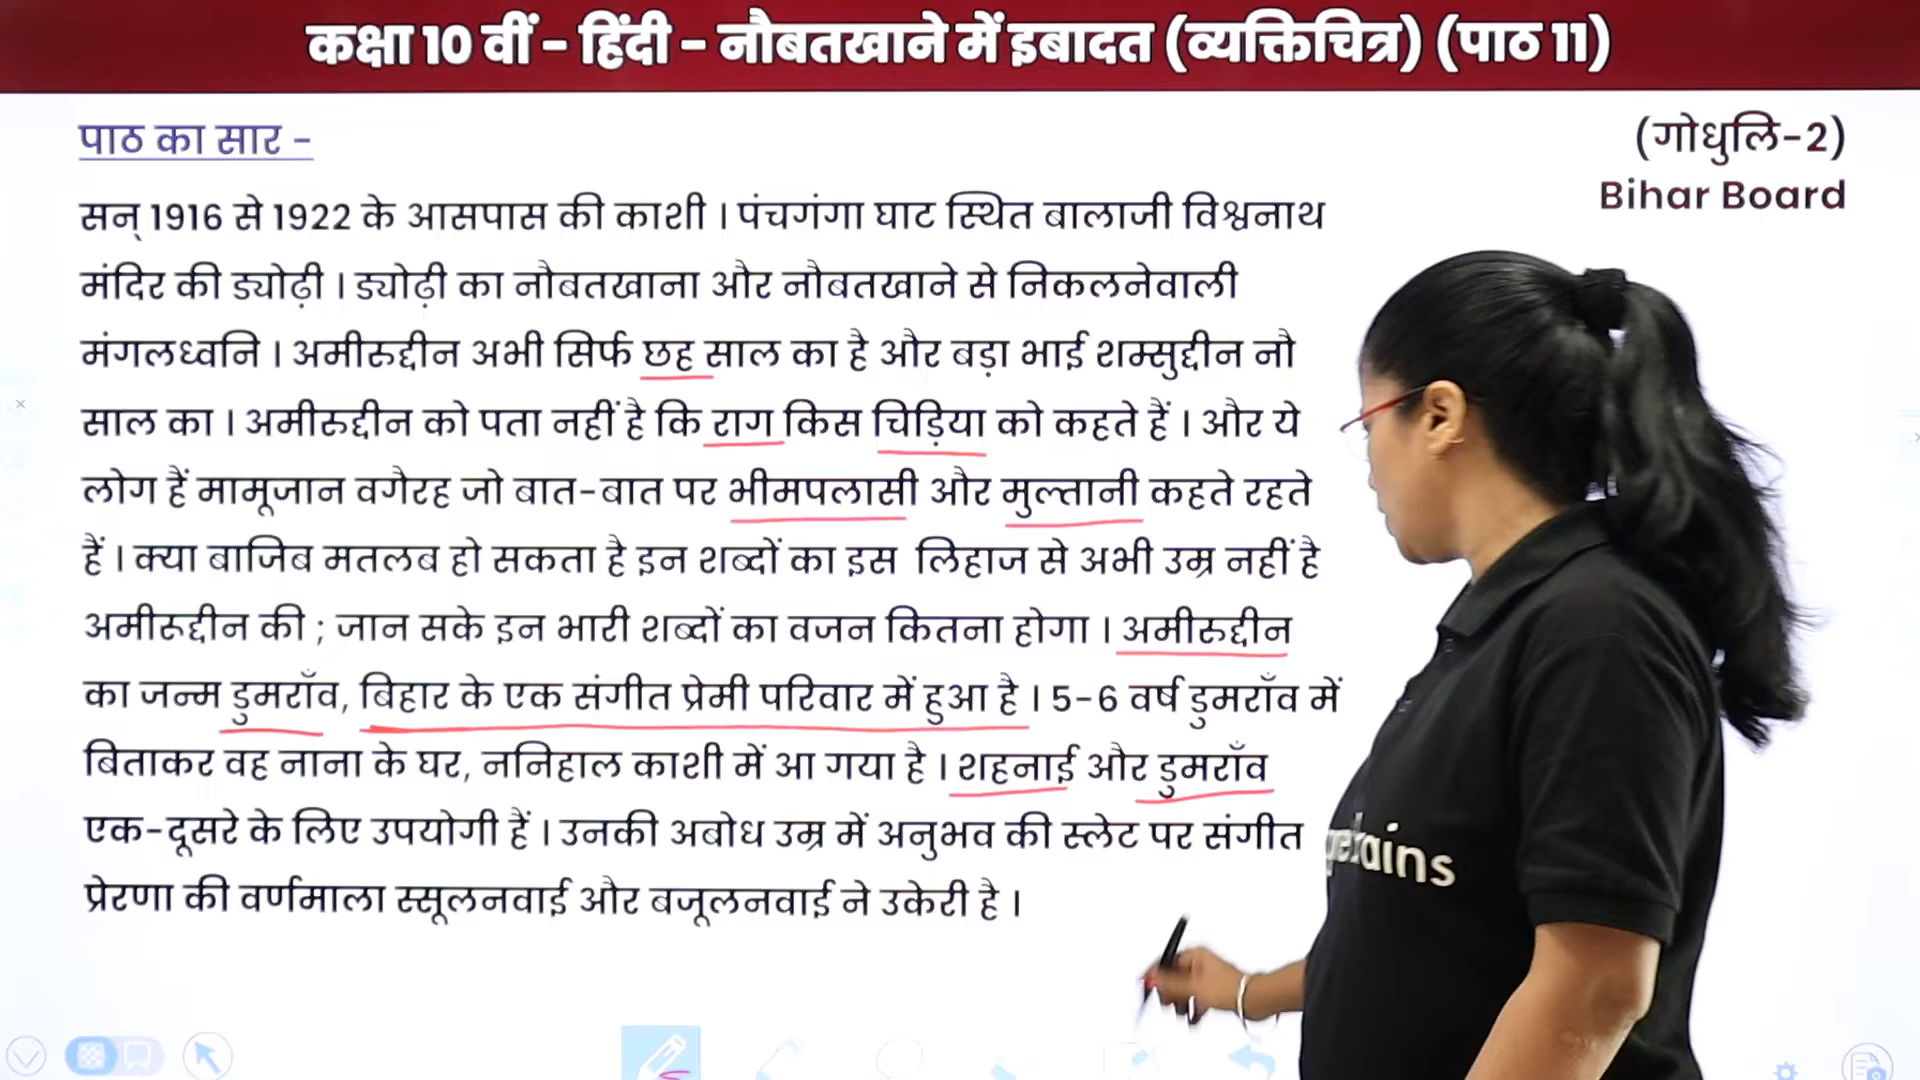 कक्षा 10 वीं - हिंदी - नौबतखाने में इबादत (व्यक्तिचित्र) (पाठ 11)
पाठ का सार -
(गोधुलि-2)
Bihar Board
सन् 1916 से 1922 के आसपास की काशी । पंचगंगा घाट स्थित बालाजी विश्वनाथ
मंदिर की ड्योढ़ी । ड्योढ़ी का नौबतखाना और नौबतखाने से निकलनेवाली
मंगलध्वनि । अमीरुद्दीन अभी सिर्फ छह साल का है और बड़ा भाई शम्सुद्दीन नौ
साल का । अमीरुद्दीन को पता नहीं है कि राग किस चिड़िया को कहते हैं । और ये
लोग हैं मामूजान वगैरह जो बात-बात पर भीमपलासी और मुल्तानी कहते रहते
हैं । क्या बाजिब मतलब हो सकता है इन शब्दों का इस लिहाज से अभी उम्र नहीं है
अमीरूद्दीन की ; जान सके इन भारी शब्दों का वजन कितना होगा । अमीरुद्दीन
का जन्म डुमराँव, बिहार के एक संगीत प्रेमी परिवार में हुआ है । 5-6 वर्ष डुमराँव में
बिताकर वह नाना के घर, ननिहाल काशी में आ गया है । शहनाई और डुमराँव
एक-दूसरे के लिए उपयोगी हैं । उनकी अबोध उम्र में अनुभव की स्लेट पर संगीत
प्रेरणा की वर्णमाला स्सूलनवाई और बजूलनवाई ने उकेरी है ।